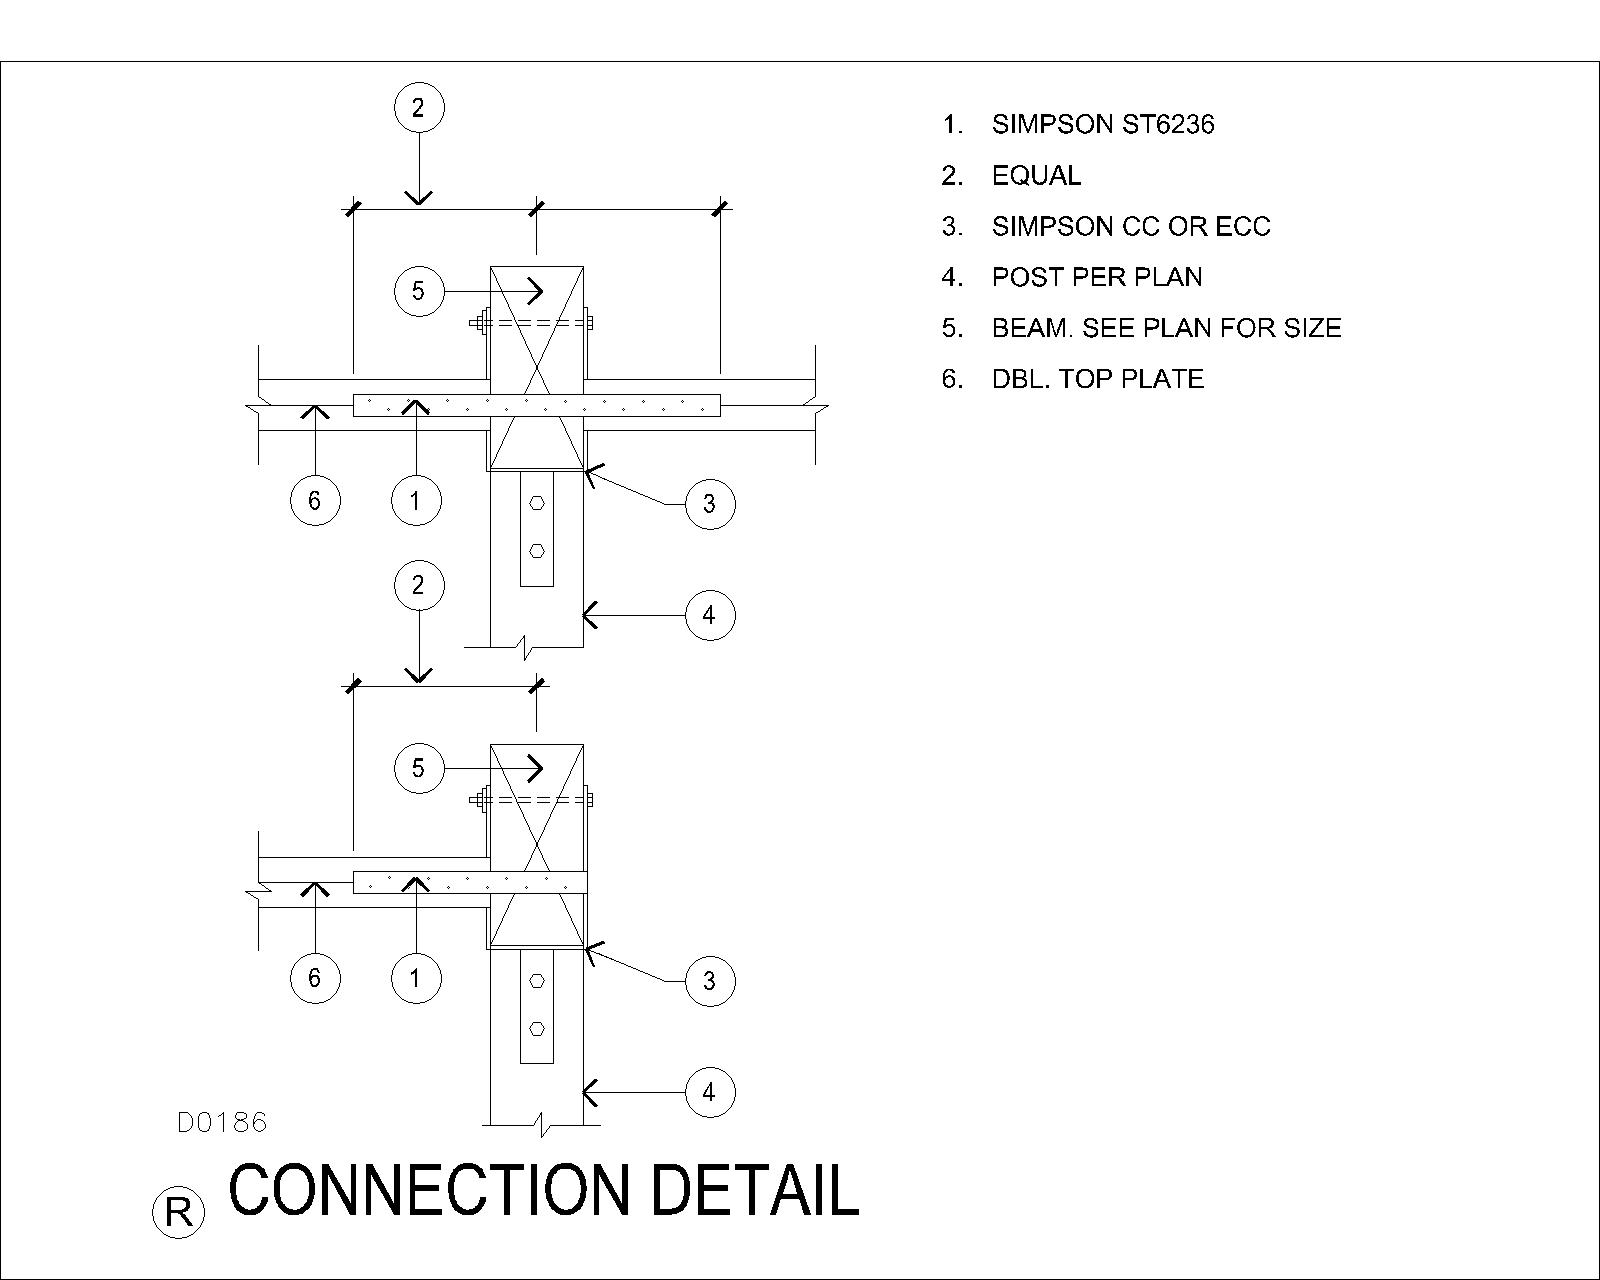 2
1. SIMPSON ST6236
2. EQUAL
3. SIMPSON CC OR ECC
4. POST PER PLAN
5. BEAM. SEE PLAN FOR SIZE
6. DBL. TOP PLATE
5
6
1
3
2
4
5
6
1
3
4
D0186
R CONNECTION DETAIL